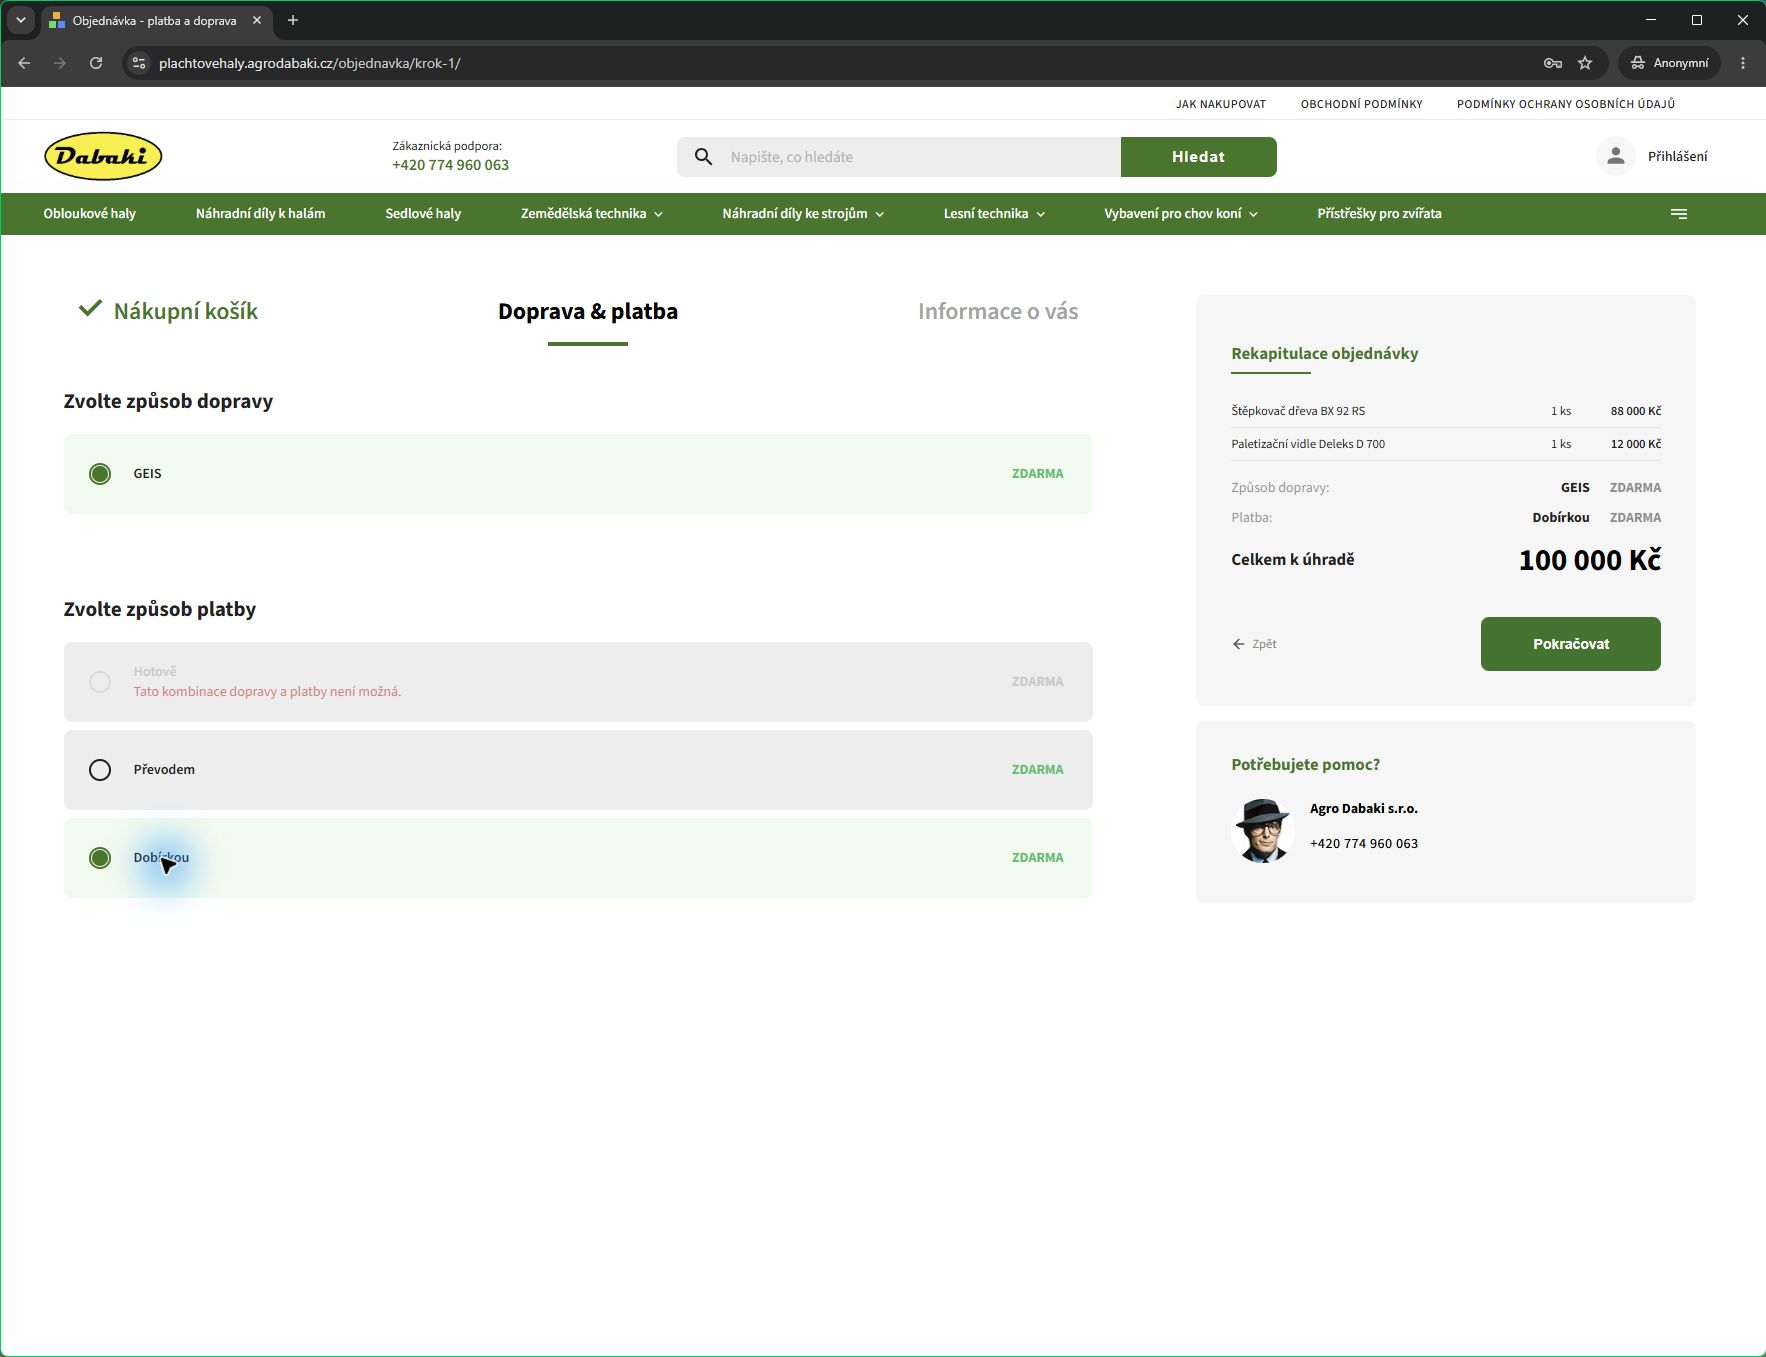 Objednávka - platba a doprava
plachtovehaly.agrodabaki.cz/objednavka/krok-1/
Anonymní
JAK NAKUPOVAT
OBCHODNÍ PODMÍNKY
PODMÍNKY OCHRANY OSOBNÍCH ÚDAJŮ
Dabaki
Zákaznická podpora:
+420 774 960 063
Napište, co hledáte
Hledat
Přihlášení
Obloukové haly
Náhradní díly k halám
Sedlové haly
Zemědělská technika
Náhradní díly ke strojům
Lesní technika
Vybavení pro chov koní
Přístřešky pro zvířata
Nákupní košík
Doprava & platba
Informace o vás
Zvolte způsob dopravy
GEIS ZDARMA
Zvolte způsob platby
Hotově
Tato kombinace dopravy a platby není možná.
ZDARMA
Převodem ZDARMA
Dobírkou ZDARMA
Rekapitulace objednávky
Štěpkovač dřeva BX 92 RS 1 ks 88 000 Kč
Paletizační vidle Deleks D 700 1 ks 12 000 Kč
Způsob dopravy: GEIS ZDARMA
Platba: Dobírkou ZDARMA
Celkem k úhradě 100 000 Kč
Zpět
Pokračovat
Potřebujete pomoc?
Agro Dabaki s.r.o.
+420 774 960 063